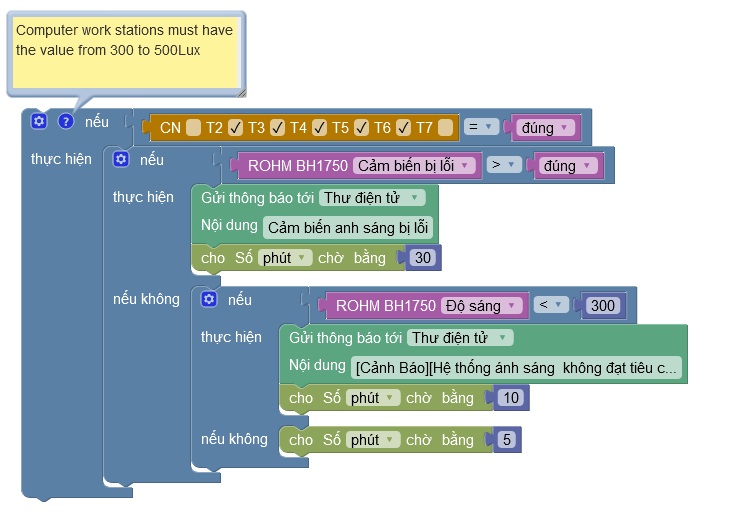 Computer work stations must have
the value from 300 to 500Lux
? nếu CN T2 T3 T4 T5 T6 T7 = đúng
thực hiện nếu ROHM BH1750 Cảm biến bị lỗi > đúng
thực hiện Gửi thông báo tới Thư điện tử
Nội dung Cảm biến anh sáng bị lỗi
cho Số phút chờ bằng 30
nếu không nếu ROHM BH1750 Độ sáng < 300
thực hiện Gửi thông báo tới Thư điện tử
Nội dung [Cảnh Báo][Hệ thống ánh sáng không đạt tiêu c...
cho Số phút chờ bằng 10
nếu không cho Số phút chờ bằng 5